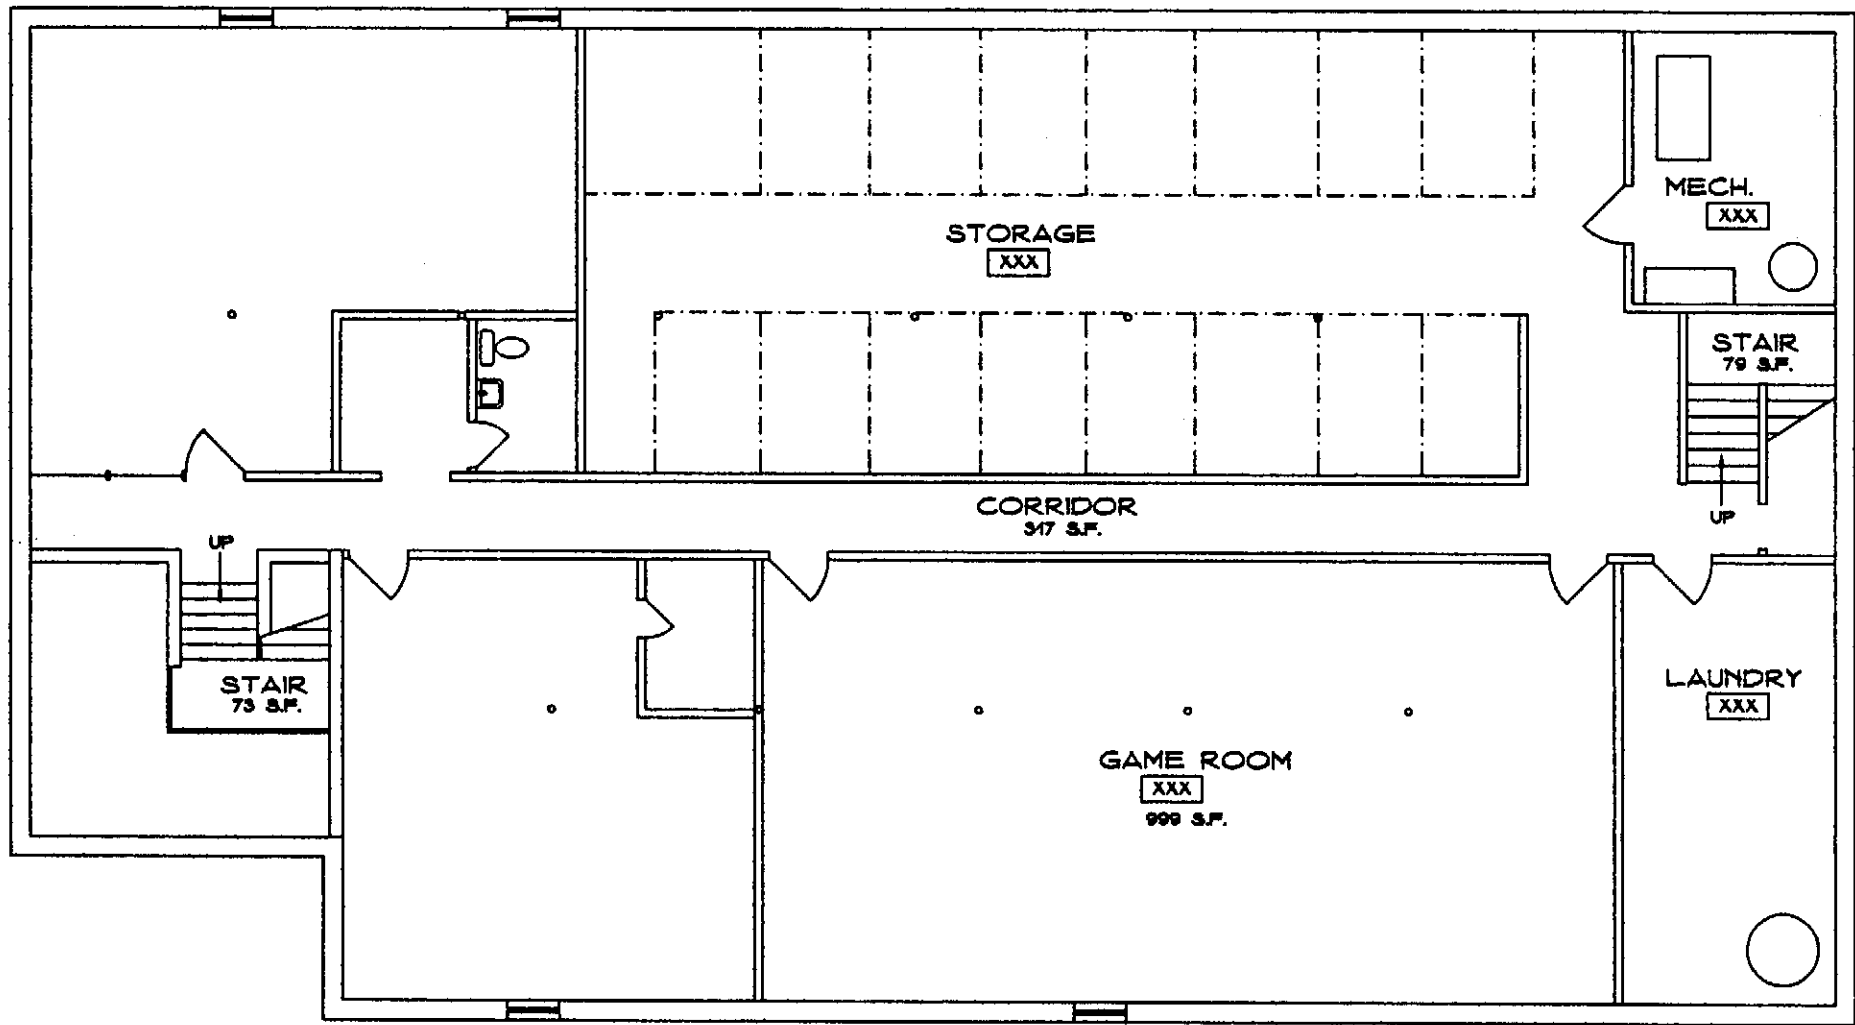 MECH.
XXX
STORAGE
XXX
STAIR
79 S.F.
UP
CORRIDOR
317 S.F.
UP
STAIR
73 S.F.
LAUNDRY
XXX
GAME ROOM
XXX
999 S.F.